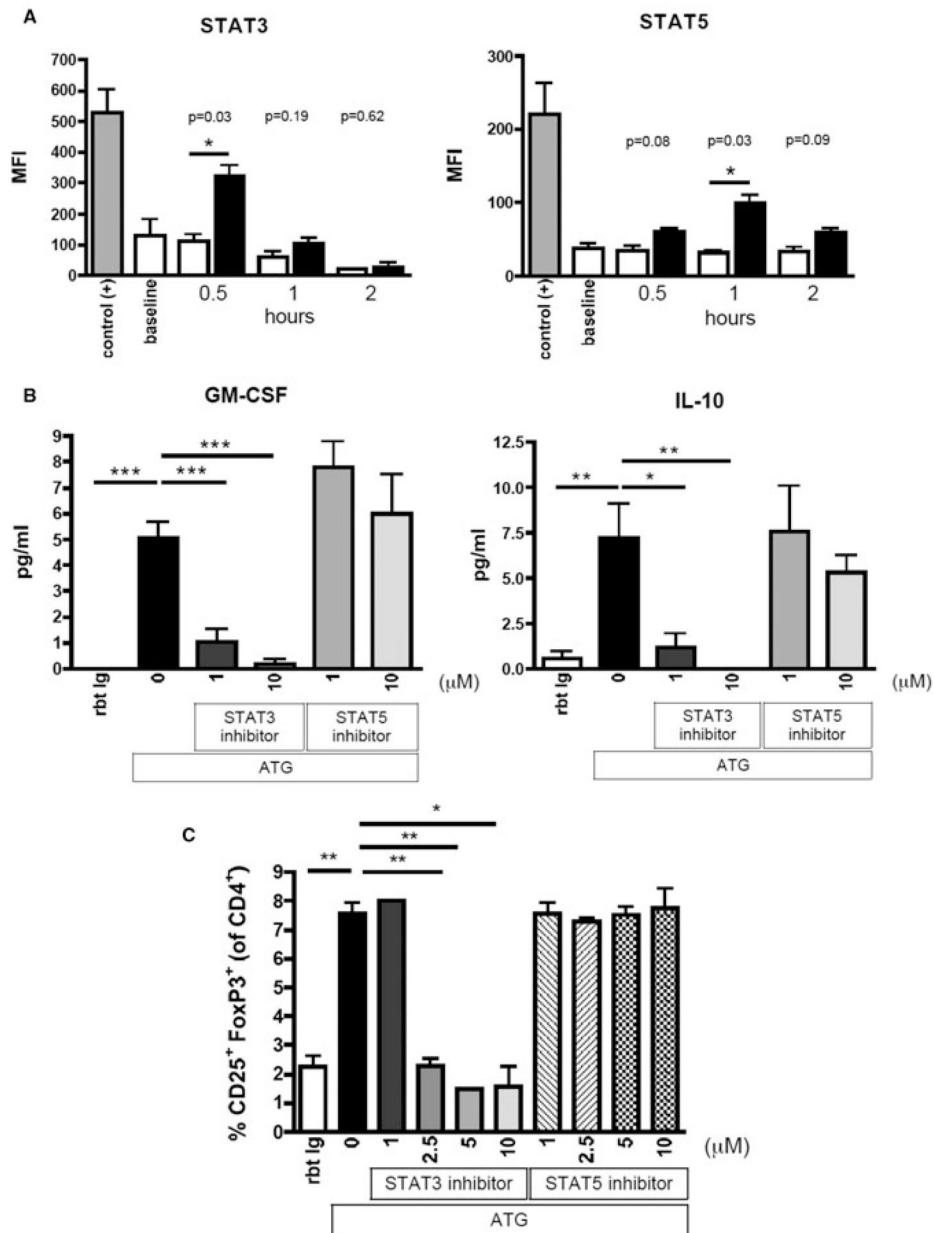 A
STAT3
STAT5
700
600
500
400
300
200
100
0
MFI
p=0.03
p=0.19
p=0.62
*
control (+)
baseline
0.5
1
2
hours
300
200
100
0
MFI
p=0.08
p=0.03
p=0.09
*
control (+)
baseline
0.5
1
2
hours
B
GM-CSF
IL-10
9
8
7
6
5
4
3
2
1
0
pg/ml
***
***
***
rbt Ig
0
1
10
1
10
(μM)
STAT3
inhibitor
STAT5
inhibitor
ATG
12.5
10.0
7.5
5.0
2.5
0.0
pg/ml
**
**
*
rbt Ig
0
1
10
1
10
(μM)
STAT3
inhibitor
STAT5
inhibitor
ATG
C
*
**
**
**
% CD25⁺ FoxP3⁺ (of CD4⁺)
9
8
7
6
5
4
3
2
1
0
rbt Ig
0
1
2.5
5
10
1
2.5
5
10
(μM)
STAT3 inhibitor
STAT5 inhibitor
ATG